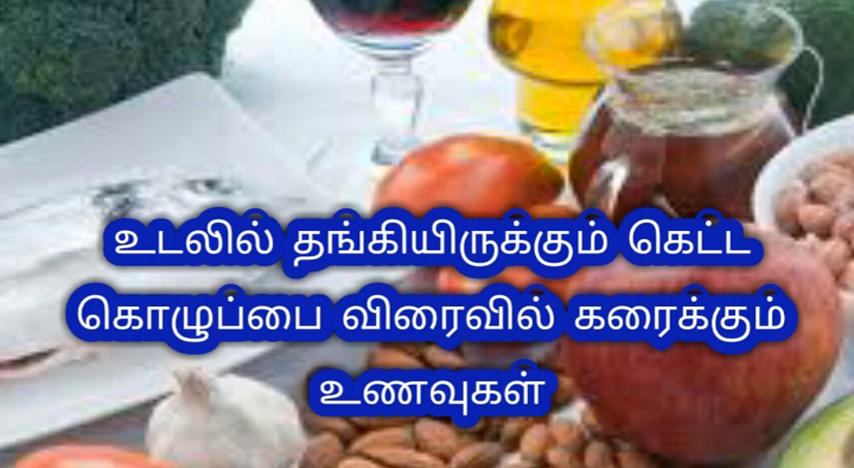 உடலில் தங்கியிருக்கும் கெட்ட
கொழுப்பை விரைவில் கரைக்கும்
உணவுகள்